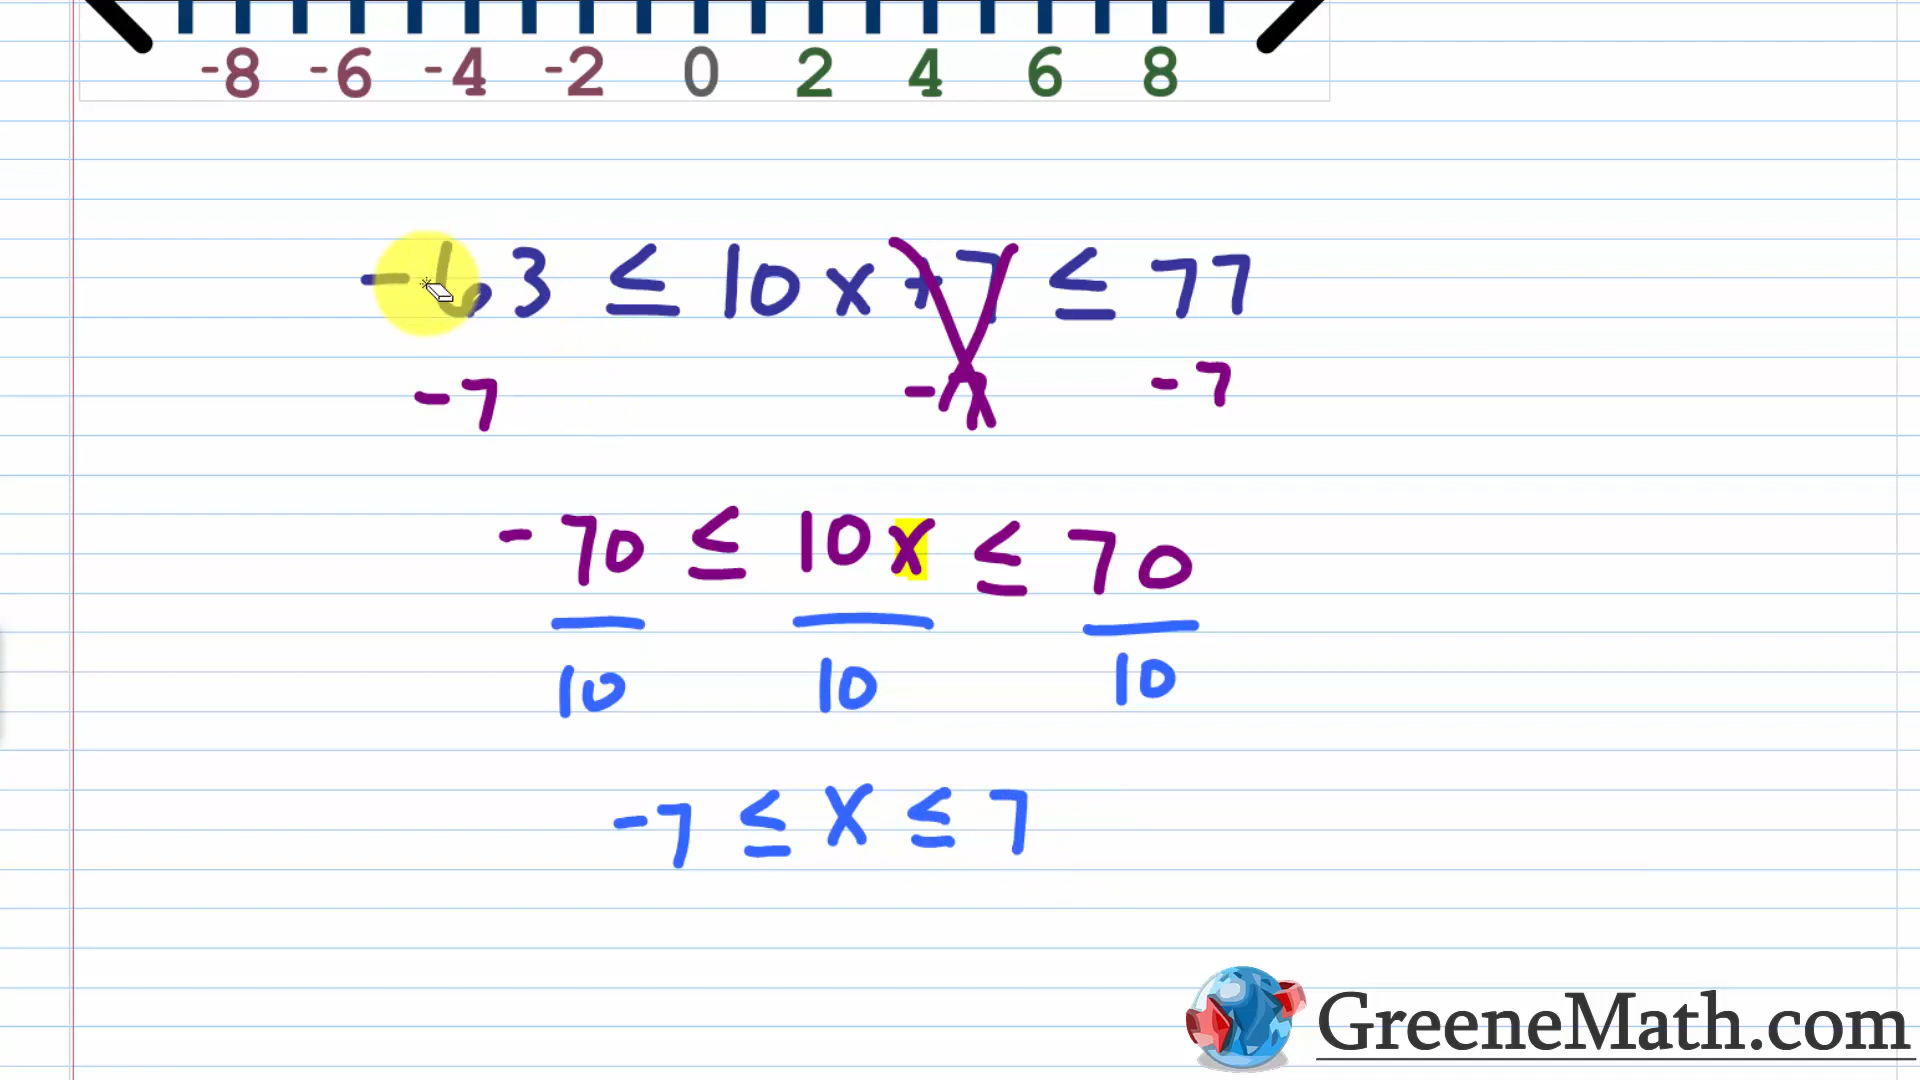 -8 -6 -4 -2 0 2 4 6 8
-63 ≤ 10x + 7 ≤ 77
-7 -7 -7
-70 ≤ 10x ≤ 70
10 10 10
-7 ≤ x ≤ 7
GreeneMath.com